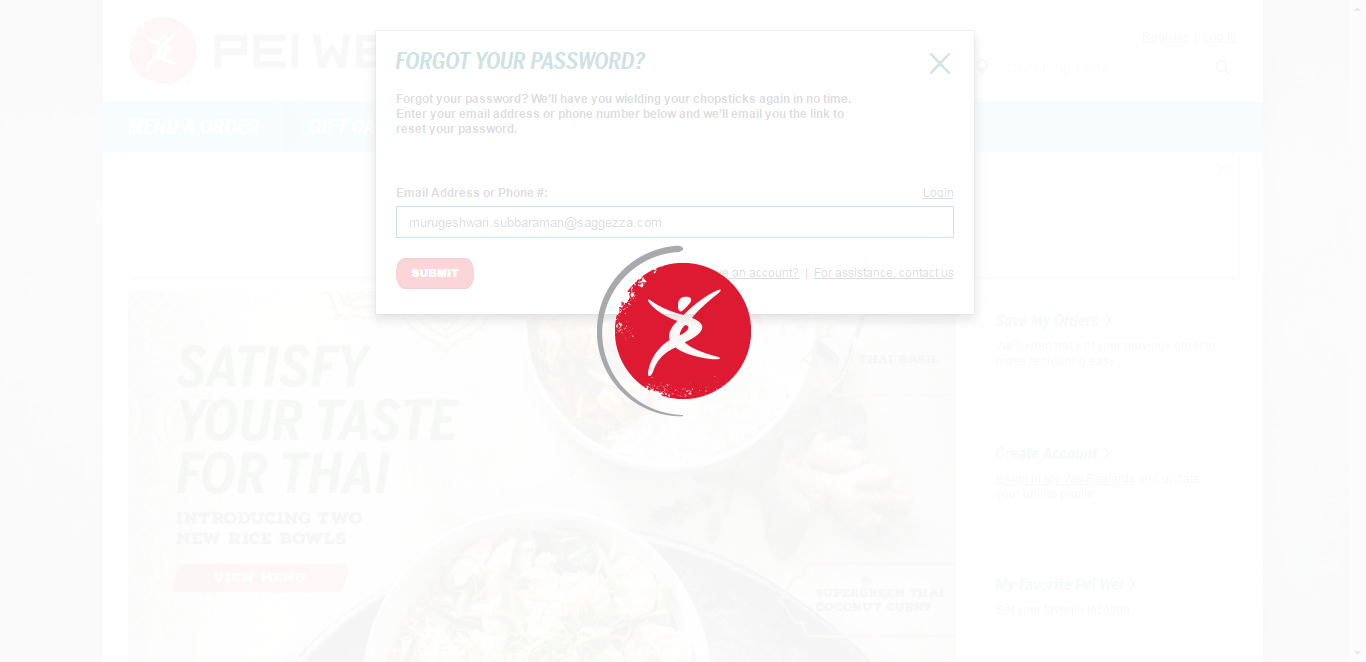 PEI WE
Register | Log In
FORGOT YOUR PASSWORD?
Forgot your password? We'll have you wielding your chopsticks again in no time.
Enter your email address or phone number below and we'll email you the link to
reset your password.
MENU & ORDER
GIFT CA
Email Address or Phone #:
Login
murugeshwari.subbaraman@saggezza.com
SUBMIT
e an account? | For assistance, contact us
SATISFY
YOUR TASTE
FOR THAI
INTRODUCING TWO
NEW RICE BOWLS
VIEW MENU
THAI BASIL
SUPERGREEN THAI
COCONUT CURRY
Save My Orders >
We'll keep track of your previous order to
make reordering easy.
Create Account >
Enroll in My Wei Rewards and update
your online profile.
My Favorite Pei Wei >
Set your favorite location